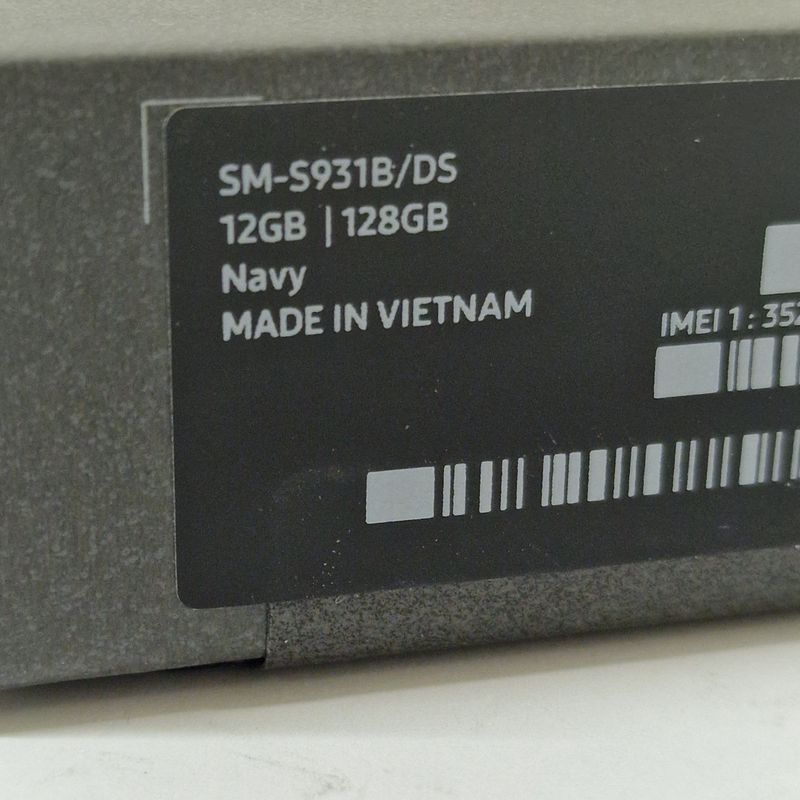 SM-S931B/DS
12GB | 128GB
Navy
MADE IN VIETNAM
IMEI 1 : 352